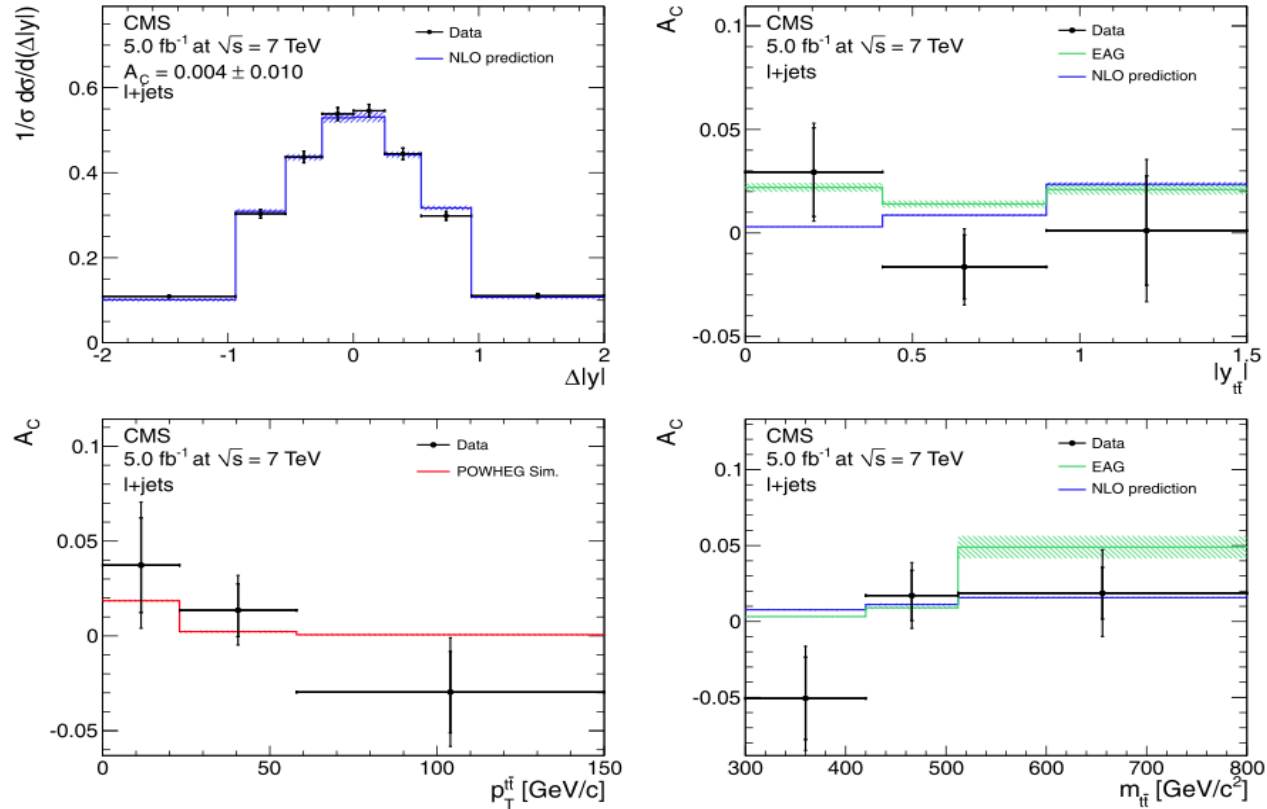 CMS
5.0 fb⁻¹ at √s = 7 TeV
A_C = 0.004 ± 0.010
l+jets
Data
NLO prediction
1/σ dσ/d(Δ|y|)
0.6
0.4
0.2
0
-2 -1 0 1 2
Δ|y|
CMS
5.0 fb⁻¹ at √s = 7 TeV
l+jets
Data
EAG
NLO prediction
A_C
0.1
0.05
0
-0.05
0 0.5 1 1.5
|y_tt̄|
CMS
5.0 fb⁻¹ at √s = 7 TeV
l+jets
Data
POWHEG Sim.
A_C
0.1
0.05
0
-0.05
0 50 100 150
p_T^tt̄ [GeV/c]
CMS
5.0 fb⁻¹ at √s = 7 TeV
l+jets
Data
EAG
NLO prediction
A_C
0.1
0.05
0
-0.05
300 400 500 600 700 800
m_tt̄ [GeV/c²]